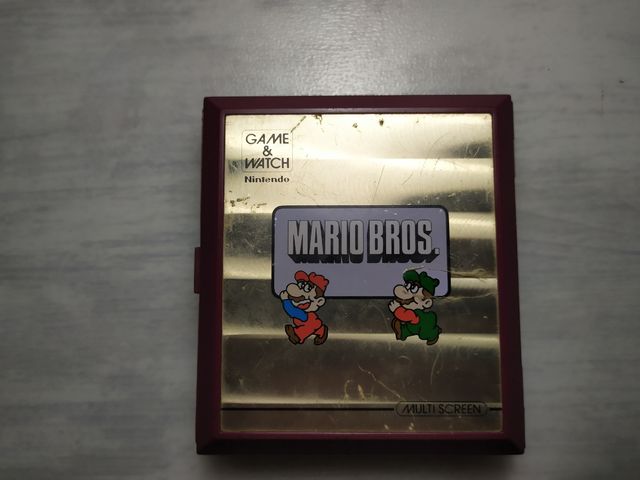 GAME
&
WATCH
Nintendo
MARIO BROS.
MULTI SCREEN